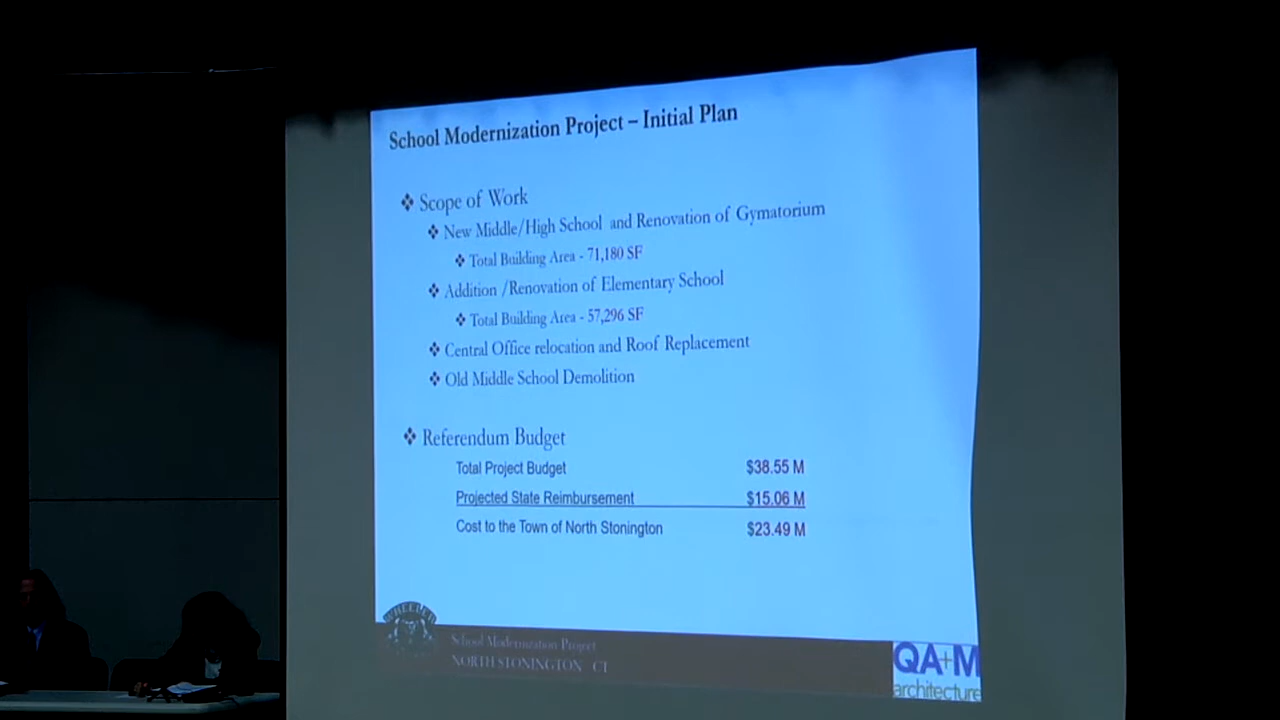 School Modernization Project – Initial Plan
❖ Scope of Work
❖ New Middle/High School and Renovation of Gymatorium
❖ Total Building Area - 71,180 SF
❖ Addition /Renovation of Elementary School
❖ Total Building Area - 57,296 SF
❖ Central Office relocation and Roof Replacement
❖ Old Middle School Demolition
❖ Referendum Budget
Total Project Budget $38.55 M
Projected State Reimbursement $15.06 M
Cost to the Town of North Stonington $23.49 M
WHEELER
School Modernization Project
NORTH STONINGTON CT
QA+M
architecture